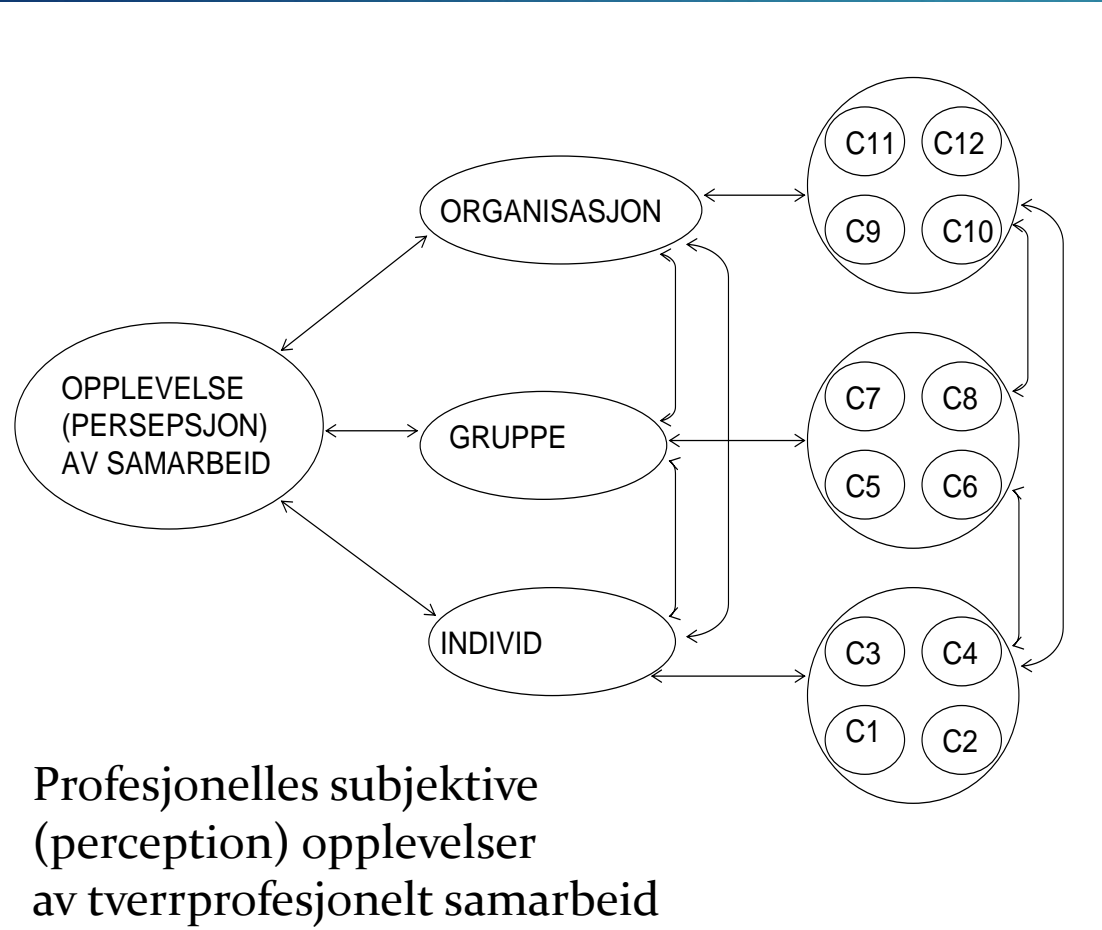 C11 C12
ORGANISASJON
C9 C10
OPPLEVELSE
(PERSEPSJON)
AV SAMARBEID
C7 C8
GRUPPE
C5 C6
INDIVID
C3 C4
C1 C2
Profesjonelles subjektive
(perception) opplevelser
av tverrprofesjonelt samarbeid